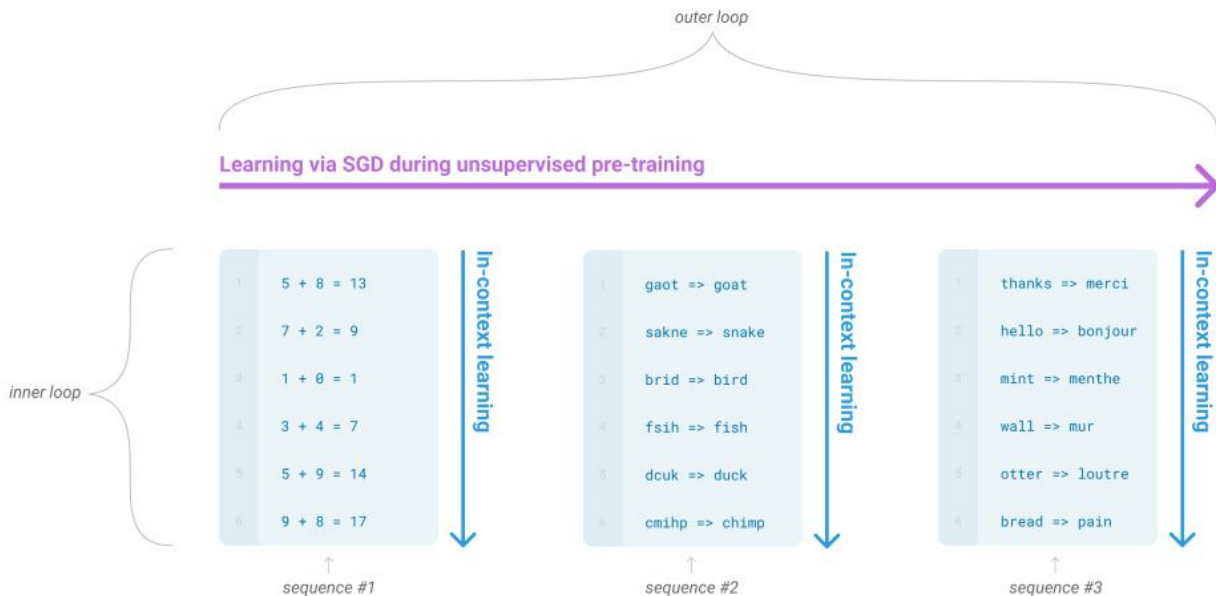 outer loop
Learning via SGD during unsupervised pre-training
inner loop
1 5 + 8 = 13
2 7 + 2 = 9
3 1 + 0 = 1
4 3 + 4 = 7
5 5 + 9 = 14
6 9 + 8 = 17
In-context learning
sequence #1
1 gaot => goat
2 sakne => snake
3 brid => bird
4 fsih => fish
5 dcuk => duck
6 cmihp => chimp
In-context learning
sequence #2
1 thanks => merci
2 hello => bonjour
3 mint => menthe
4 wall => mur
5 otter => loutre
6 bread => pain
In-context learning
sequence #3